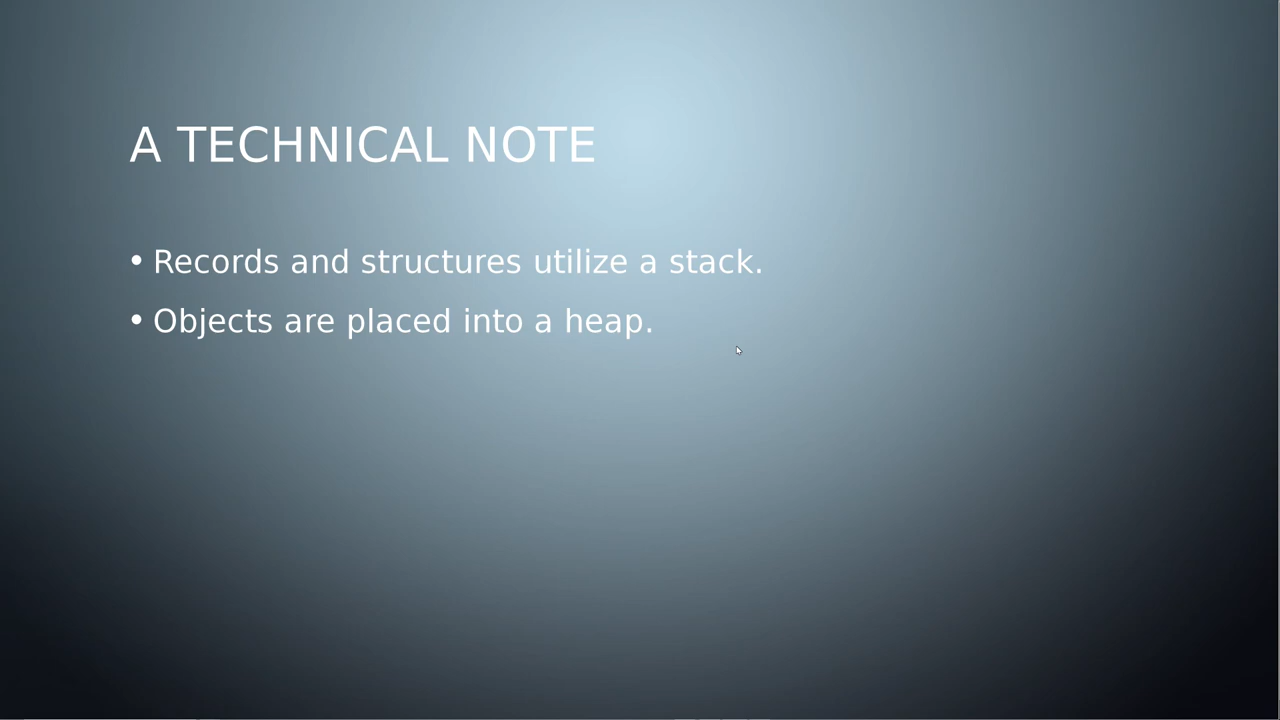 A TECHNICAL NOTE
• Records and structures utilize a stack.
• Objects are placed into a heap.